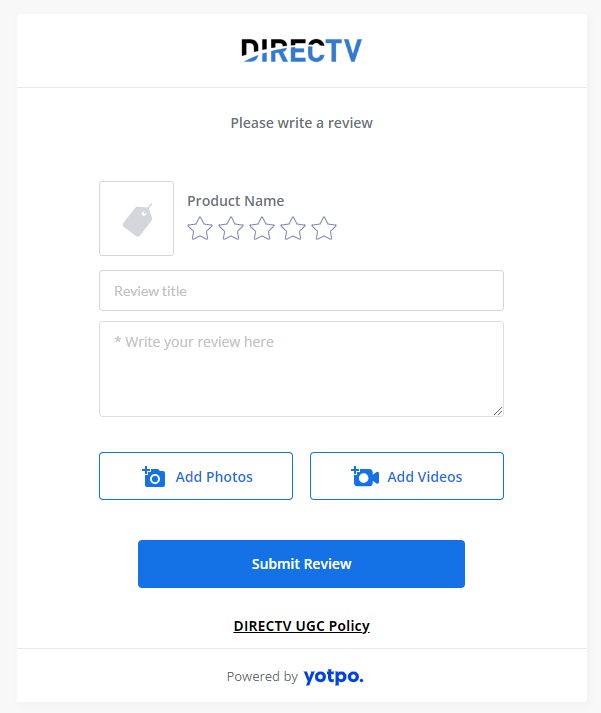 DIRECTV
Please write a review
Product Name
Review title
* Write your review here
Add Photos
Add Videos
Submit Review
DIRECTV UGC Policy
Powered by yotpo.